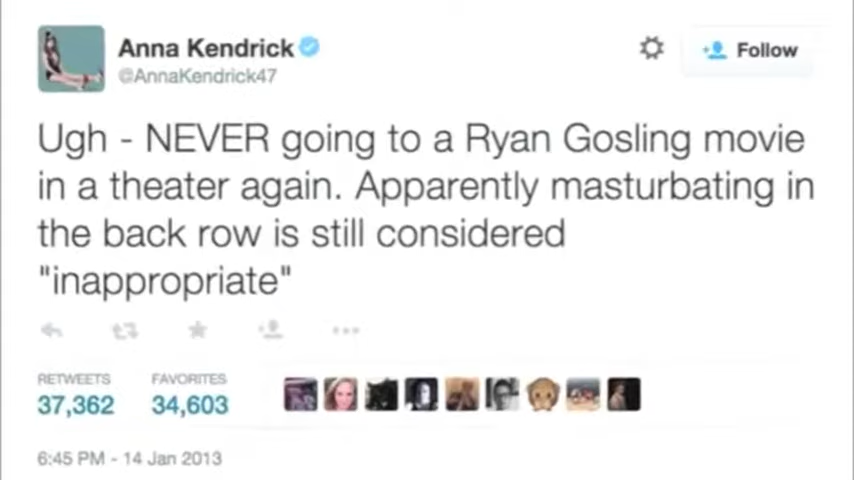 Anna Kendrick
@AnnaKendrick47
Follow
Ugh - NEVER going to a Ryan Gosling movie
in a theater again. Apparently masturbating in
the back row is still considered
"inappropriate"
RETWEETS FAVORITES
37,362 34,603
6:45 PM - 14 Jan 2013